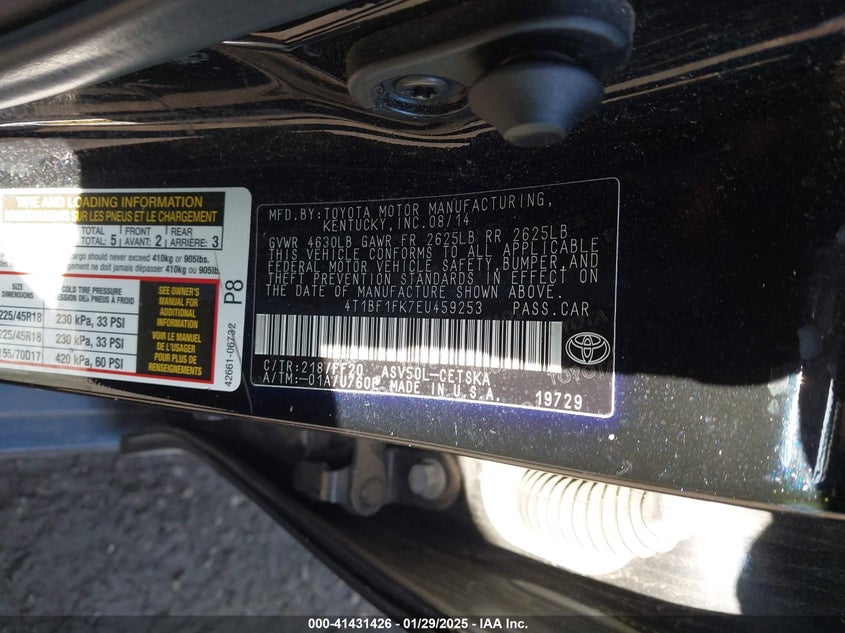 TIRE AND LOADING INFORMATION
RENSEIGNEMENTS SUR LES PNEUS ET LE CHARGEMENT
TOTAL 5 FRONT 2 REAR 3
TOTAL AVANT ARRIÈRE
cargo should never exceed 410kg or 905lbs.
gement ne doit jamais dépasser 410kg ou 905lb.
SIZE
DIMENSIONS
COLD TIRE PRESSURE
PRESSION DES PNEUS À FROID
225/45R18 230 kPa, 33 PSI
225/45R18 230 kPa, 33 PSI
420 kPa, 60 PSI
SEE OWNER'S
MANUAL FOR
ADDITIONAL
INFORMATION
VOIR LE MANUEL
DE L'USAGER
POUR PLUS DE
RENSEIGNEMENTS
P8
MFD.BY:TOYOTA MOTOR MANUFACTURING,
KENTUCKY, INC.08/14
GVWR 4630LB GAWR FR 2625LB RR 2625LB
THIS VEHICLE CONFORMS TO ALL APPLICABLE
FEDERAL MOTOR VEHICLE SAFETY, BUMPER, AND
THEFT PREVENTION STANDARDS IN EFFECT ON
THE DATE OF MANUFACTURE SHOWN ABOVE.
4T1BF1FK7EU459253 PASS.CAR
C/TR:218/FF20 ASV50L-CETSKA
A/TM:-01A/U760E MADE IN U.S.A. 19729
TOYOTA
000-41431426 - 01/29/2025 - IAA Inc.